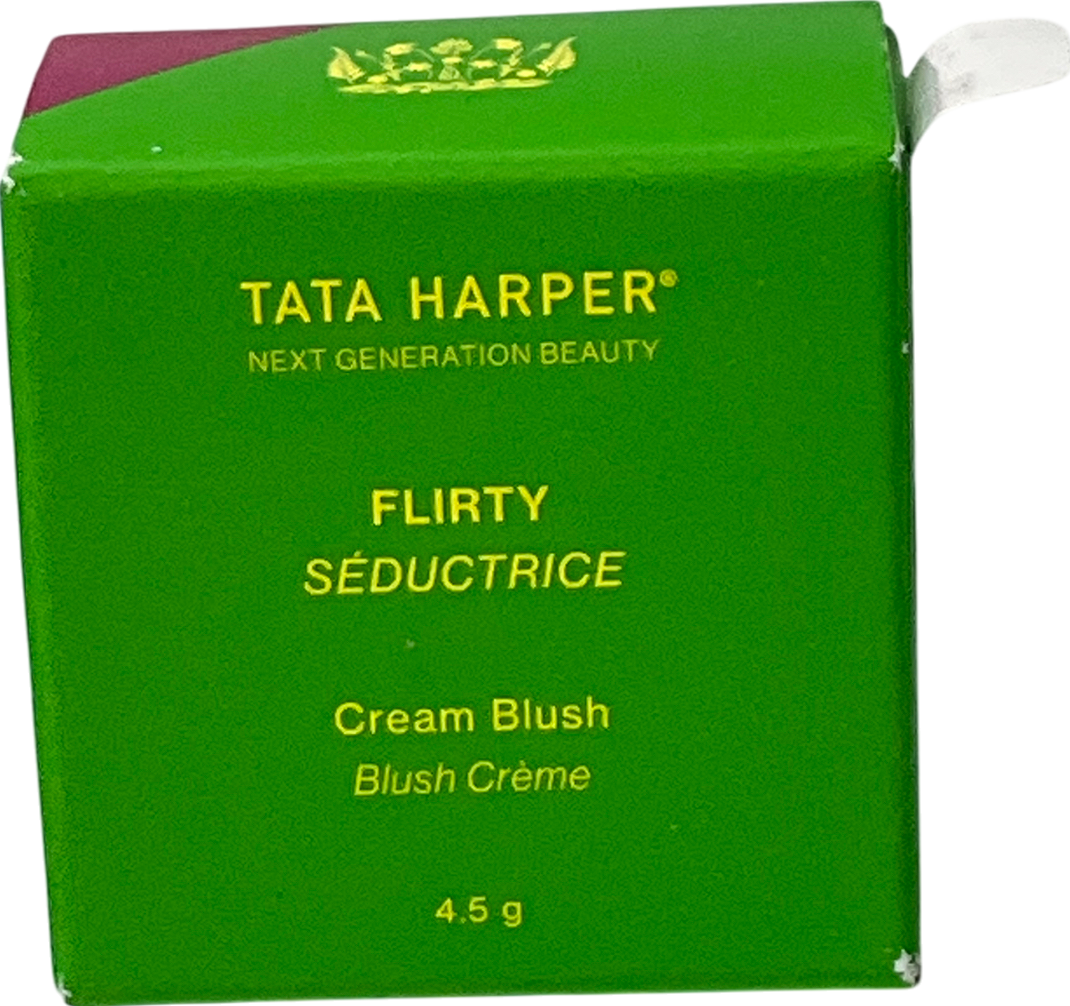 TATA HARPER®
NEXT GENERATION BEAUTY
FLIRTY
SÉDUCTRICE
Cream Blush
Blush Crème
4.5 g